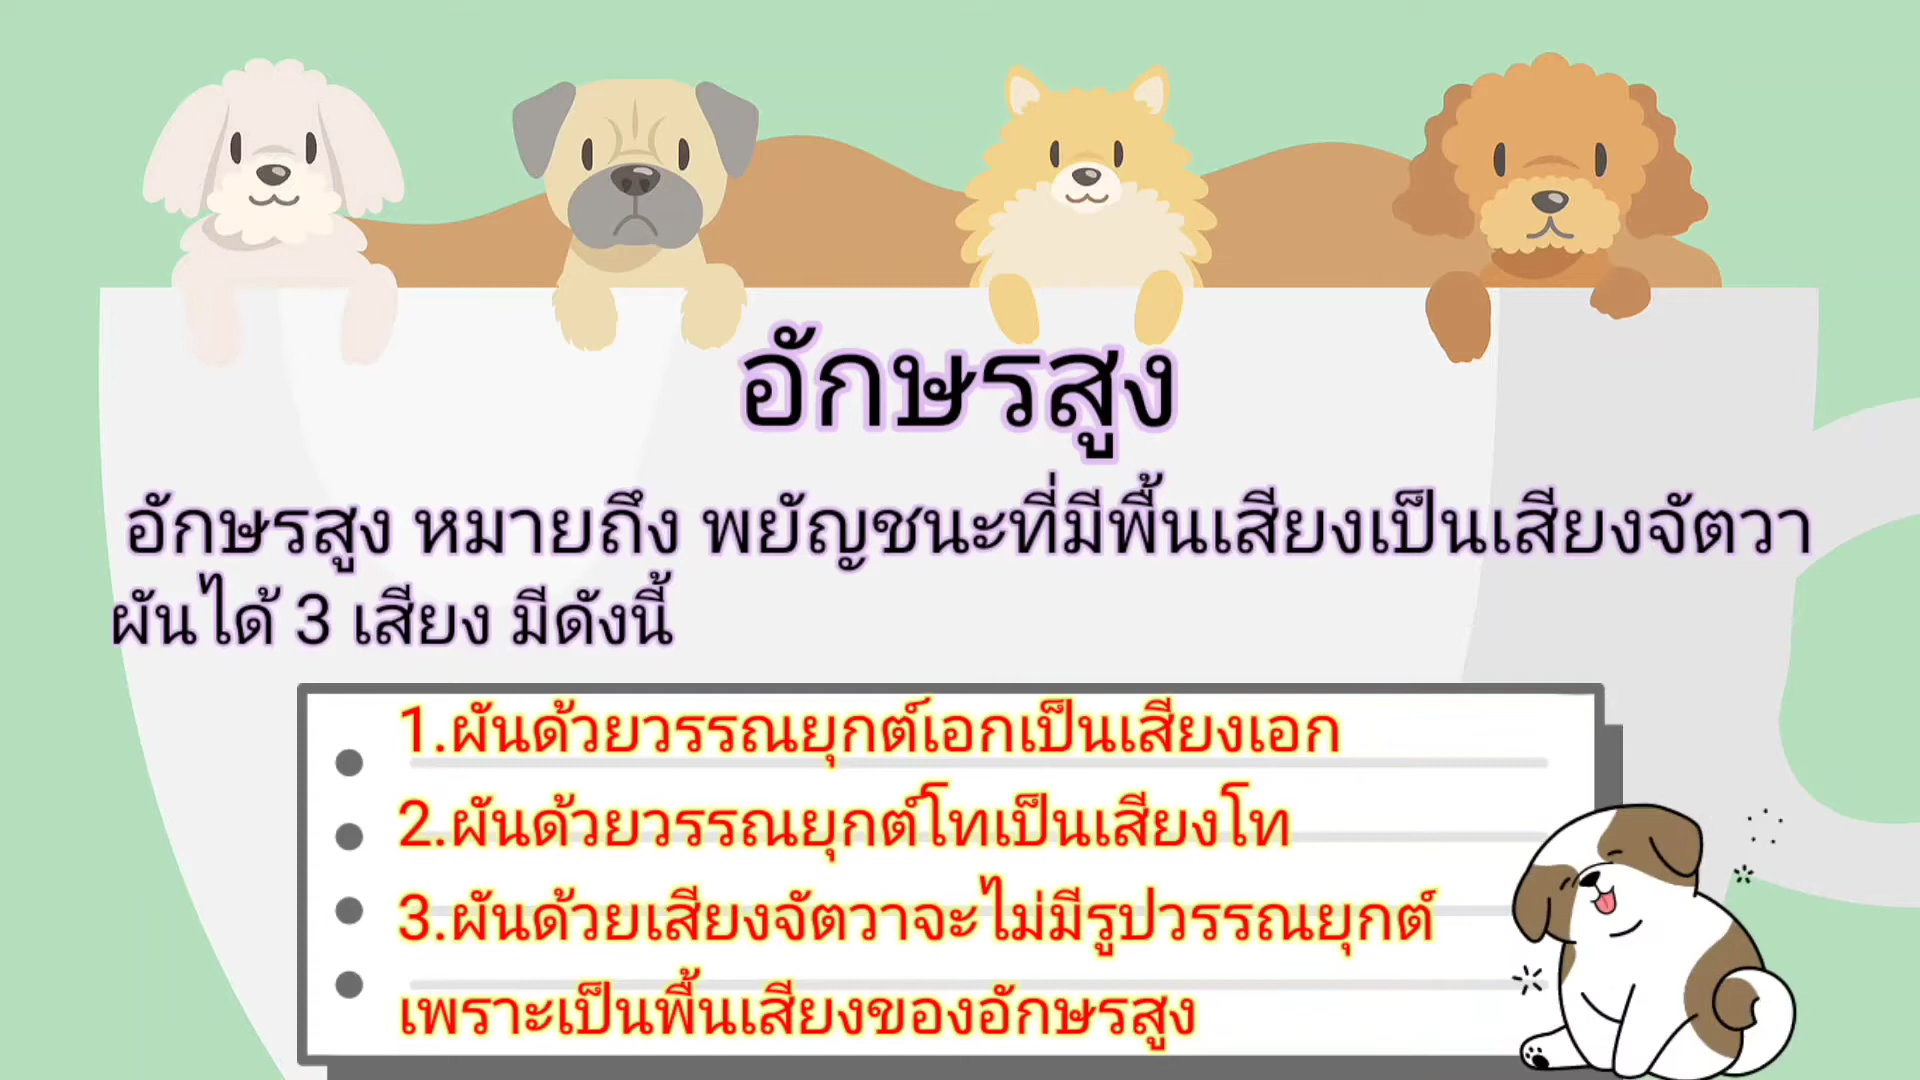 อักษรสูง
อักษรสูง หมายถึง พยัญชนะที่มีพื้นเสียงเป็นเสียงจัตวา
ผันได้ 3 เสียง มีดังนี้
1.ผันด้วยวรรณยุกต์เอกเป็นเสียงเอก
2.ผันด้วยวรรณยุกต์โทเป็นเสียงโท
3.ผันด้วยเสียงจัตวาจะไม่มีรูปวรรณยุกต์
เพราะเป็นพื้นเสียงของอักษรสูง